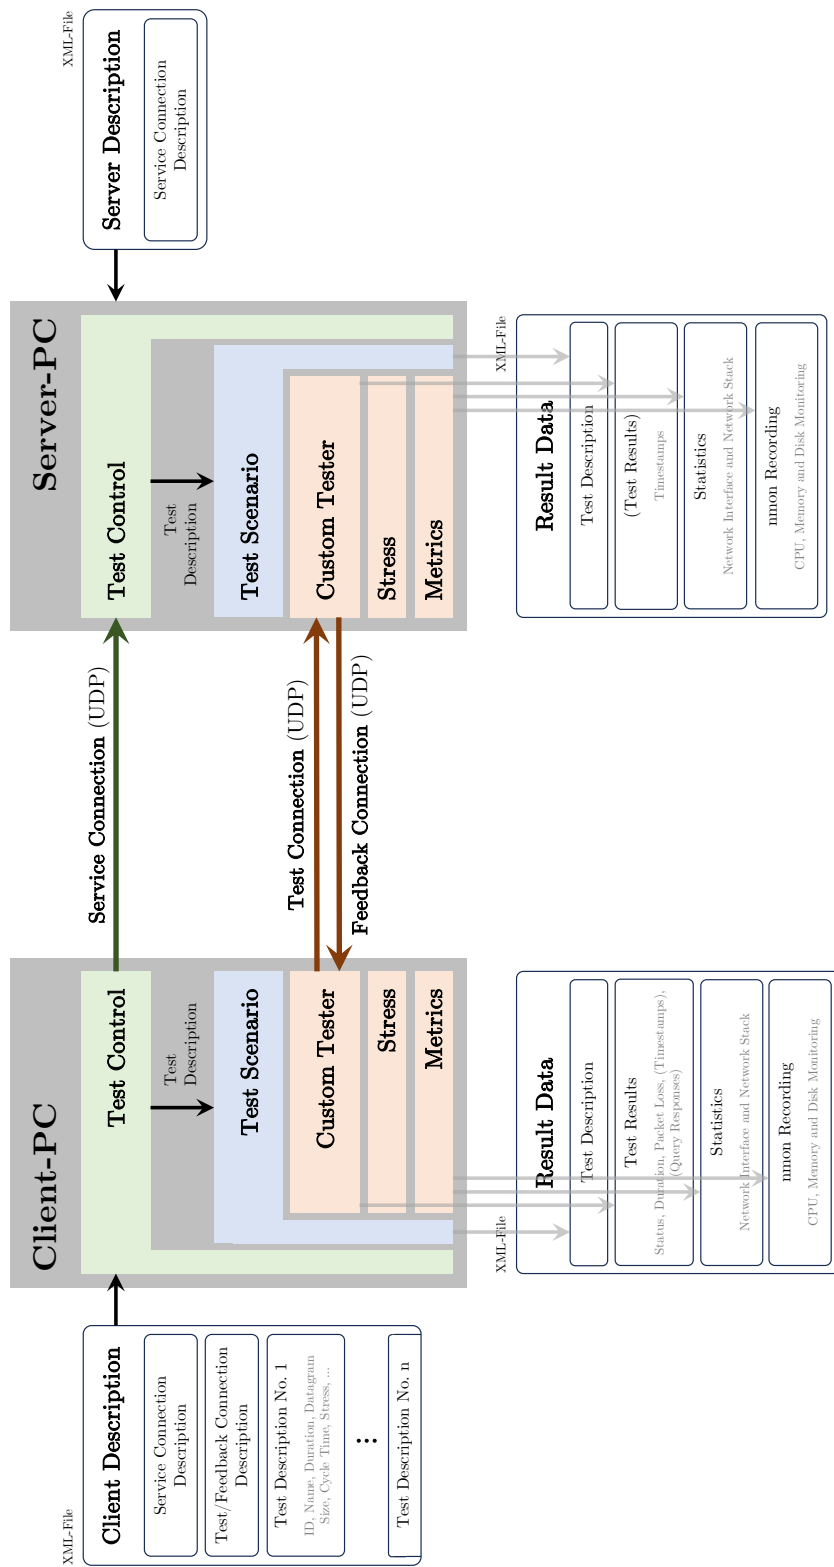 XML-File
Client Description
Service Connection
Description
Test/Feedback Connection
Description
Test Description No. 1
ID, Name, Duration, Datagram
Size, Cycle Time, Stress, ...
Test Description No. n
Client-PC
Test Control
Test
Description
Test Scenario
Custom Tester
Stress
Metrics
XML-File
Result Data
Test Description
Test Results
Status, Duration, Packet Loss, (Timestamps),
(Query Responses)
Statistics
Network Interface and Network Stack
nmon Recording
CPU, Memory and Disk Monitoring
Service Connection (UDP)
Test Connection (UDP)
Feedback Connection (UDP)
Server-PC
Test Control
Test
Description
Test Scenario
Custom Tester
Stress
Metrics
XML-File
Result Data
Test Description
(Test Results)
Timestamps
Statistics
Network Interface and Network Stack
nmon Recording
CPU, Memory and Disk Monitoring
XML-File
Server Description
Service Connection
Description